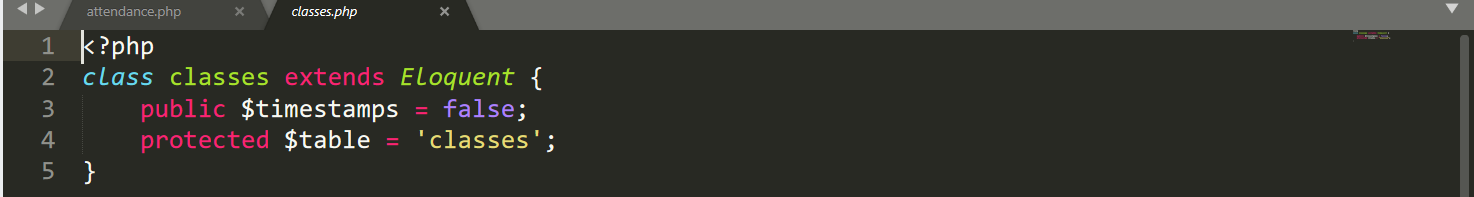 attendance.php × classes.php ×
1 <?php
2 class classes extends Eloquent {
3     public $timestamps = false;
4     protected $table = 'classes';
5 }